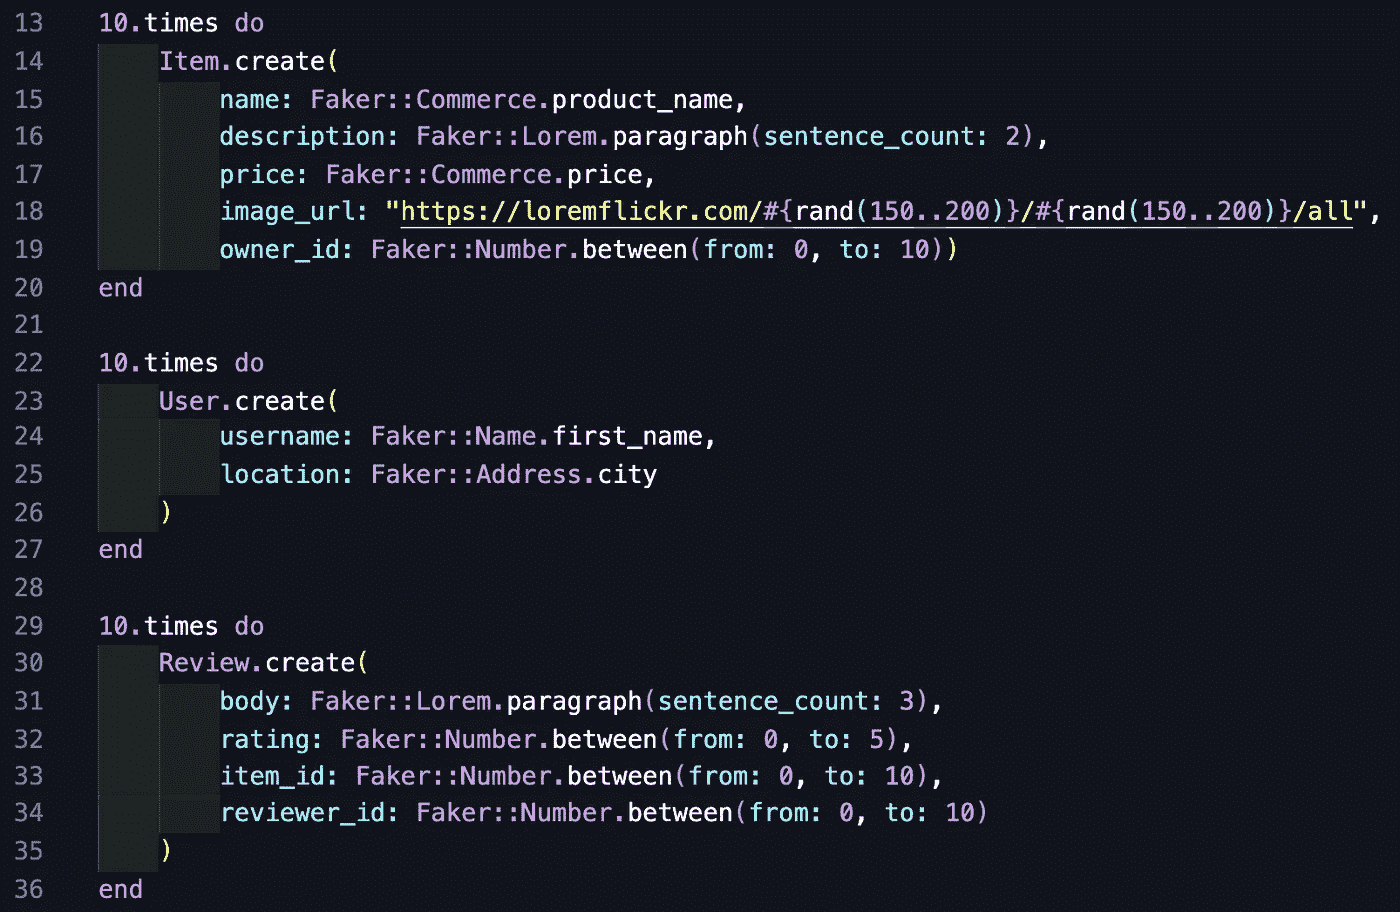 13 10.times do
14 Item.create(
15 name: Faker::Commerce.product_name,
16 description: Faker::Lorem.paragraph(sentence_count: 2),
17 price: Faker::Commerce.price,
18 image_url: "https://loremflickr.com/#{rand(150..200)}/#{rand(150..200)}/all",
19 owner_id: Faker::Number.between(from: 0, to: 10))
20 end
21
22 10.times do
23 User.create(
24 username: Faker::Name.first_name,
25 location: Faker::Address.city
26 )
27 end
28
29 10.times do
30 Review.create(
31 body: Faker::Lorem.paragraph(sentence_count: 3),
32 rating: Faker::Number.between(from: 0, to: 5),
33 item_id: Faker::Number.between(from: 0, to: 10),
34 reviewer_id: Faker::Number.between(from: 0, to: 10)
35 )
36 end